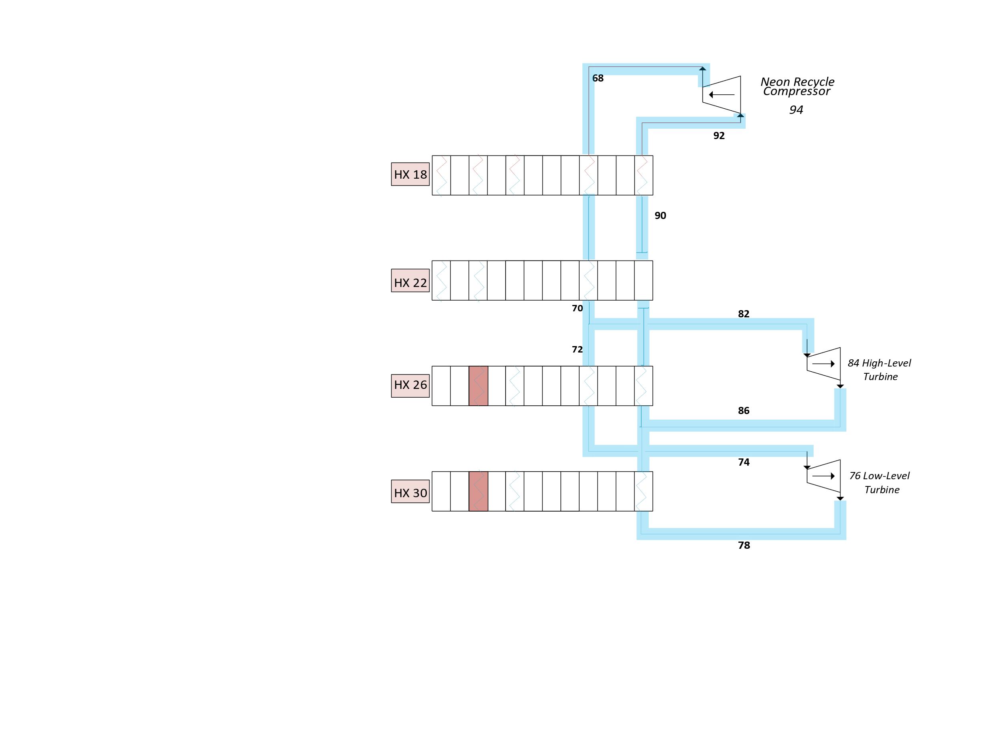 68
Neon Recycle
Compressor
94
92
HX 18
90
HX 22
70
82
72
84 High-Level
Turbine
HX 26
86
74
76 Low-Level
Turbine
HX 30
78